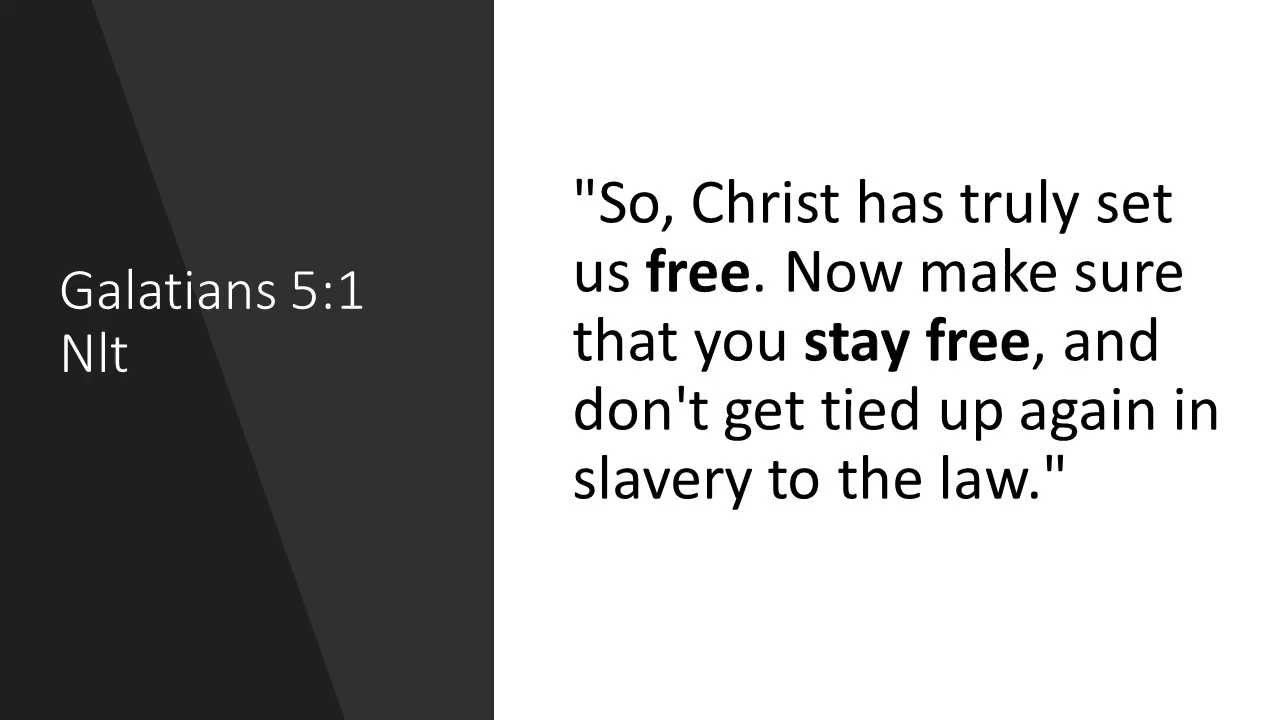 Galatians 5:1
Nlt
"So, Christ has truly set
us free. Now make sure
that you stay free, and
don't get tied up again in
slavery to the law."